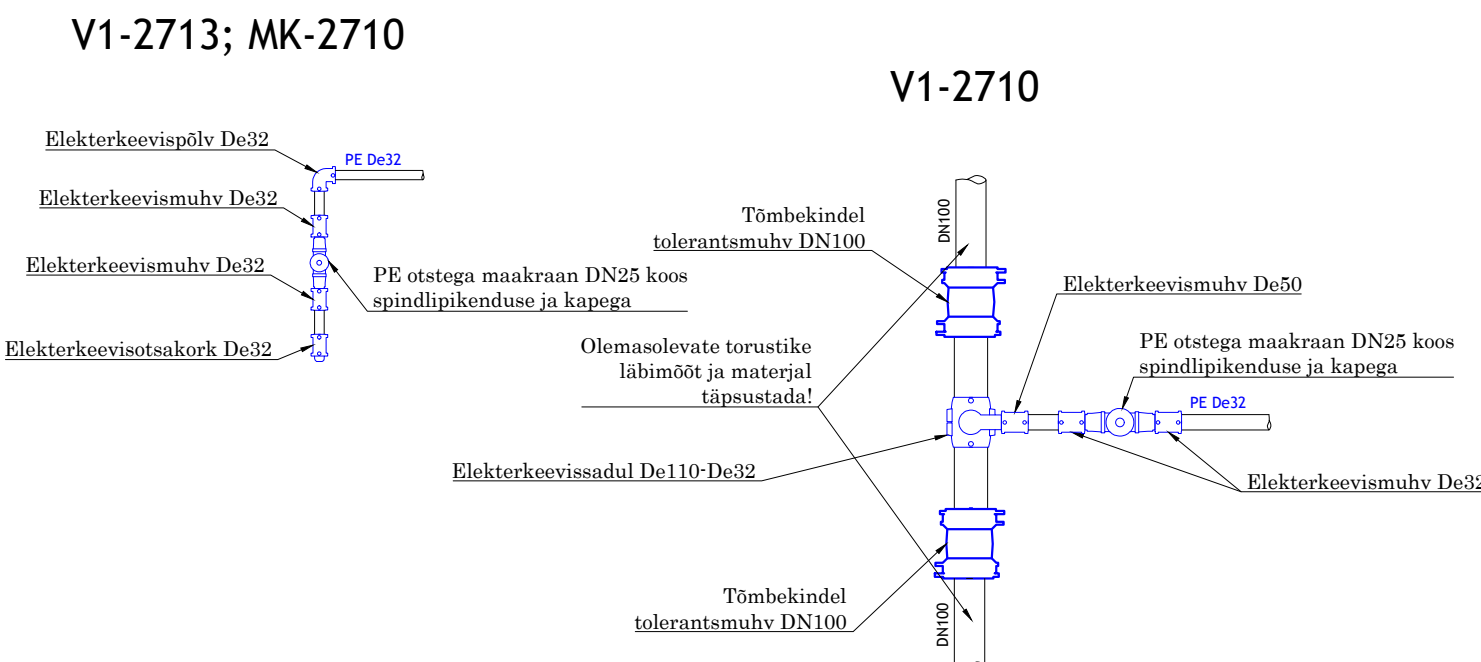 V1-2713; MK-2710
Elekterkeevispõlv De32
PE De32
Elekterkeevismuhv De32
Elekterkeevismuhv De32
PE otstega maakraan DN25 koos
spindlipikenduse ja kapega
Elekterkeevisotsakork De32
V1-2710
DN100
Tõmbekindel
tolerantsmuhv DN100
Elekterkeevismuhv De50
Olemasolevate torustike
läbimõõt ja materjal
täpsustada!
PE otstega maakraan DN25 koos
spindlipikenduse ja kapega
PE De32
Elekterkeevissadul De110-De32
Elekterkeevismuhv De32
Tõmbekindel
tolerantsmuhv DN100
DN100